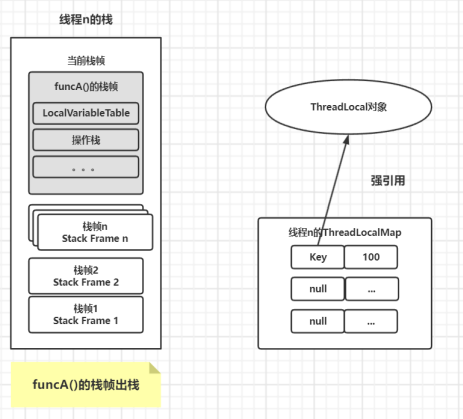 线程n的栈
当前栈帧
funcA()的栈帧
LocalVariableTable
操作栈
。。。
栈帧n
Stack Frame n
栈帧2
Stack Frame 2
栈帧1
Stack Frame 1
funcA()的栈帧出栈
ThreadLocal对象
强引用
线程n的ThreadLocalMap
Key 100
null ...
null ...